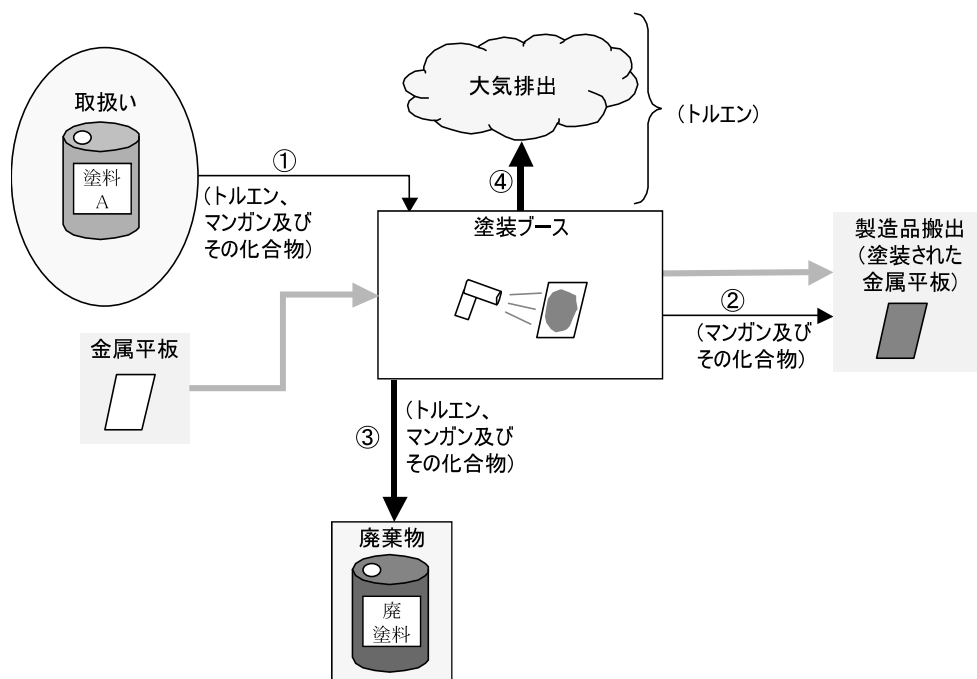 取扱い
塗料
A
①
(トルエン、
マンガン及び
その化合物)
大気排出
(トルエン)
④
塗装ブース
製造品搬出
(塗装された
金属平板)
②
(マンガン及び
その化合物)
金属平板
③
(トルエン、
マンガン及び
その化合物)
廃棄物
廃
塗料